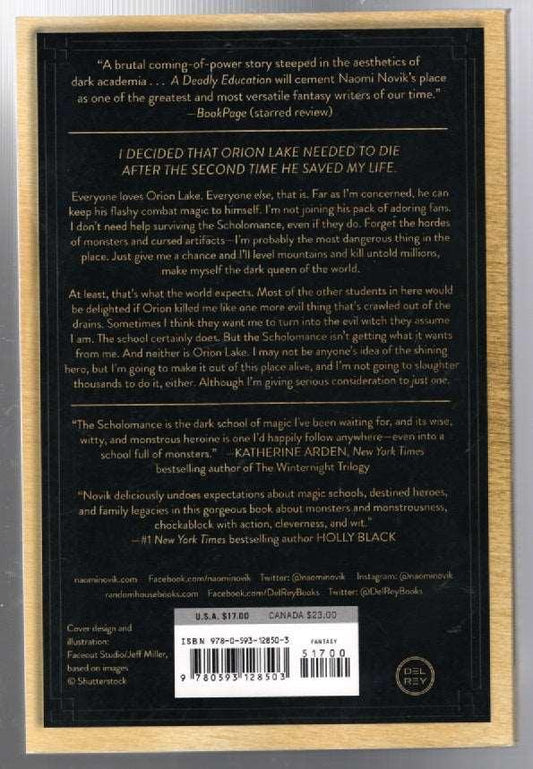 “A brutal coming-of-power story steeped in the aesthetics of
dark academia . . . A Deadly Education will cement Naomi Novik’s place
as one of the greatest and most versatile fantasy writers of our time.”
—BookPage (starred review)
I DECIDED THAT ORION LAKE NEEDED TO DIE
AFTER THE SECOND TIME HE SAVED MY LIFE.
Everyone loves Orion Lake. Everyone else, that is. Far as I’m concerned, he can
keep his flashy combat magic to himself. I’m not joining his pack of adoring fans.
I don’t need help surviving the Scholomance, even if they do. Forget the hordes
of monsters and cursed artifacts—I’m probably the most dangerous thing in the
place. Just give me a chance and I’ll level mountains and kill untold millions,
make myself the dark queen of the world.
At least, that’s what the world expects. Most of the other students in here would
be delighted if Orion killed me like one more evil thing that’s crawled out of the
drains. Sometimes I think they want me to turn into the evil witch they assume
I am. The school certainly does. But the Scholomance isn’t getting what it wants
from me. And neither is Orion Lake. I may not be anyone’s idea of the shining
hero, but I’m going to make it out of this place alive, and I’m not going to slaughter
thousands to do it, either. Although I’m giving serious consideration to just one.
“The Scholomance is the dark school of magic I’ve been waiting for, and its wise,
witty, and monstrous heroine is one I’d happily follow anywhere—even into a
school full of monsters.” —KATHERINE ARDEN, New York Times
bestselling author of The Winternight Trilogy
“Novik deliciously undoes expectations about magic schools, destined heroes,
and family legacies in this gorgeous book about monsters and monstrousness,
chockablock with action, cleverness, and wit.”
—#1 New York Times bestselling author HOLLY BLACK
naominovik.com Facebook.com/naominovik Twitter: @naominovik Instagram: @naominovik
randomhousebooks.com Facebook.com/DelReyBooks Twitter: @DelReyBooks
U.S.A. $17.00 CANADA $23.00
Cover design and
illustration:
Faceout Studio/Jeff Miller,
based on images
© Shutterstock
ISBN 978-0-593-12850-3 FANTASY
51700
9 780593 128503
DEL
REY